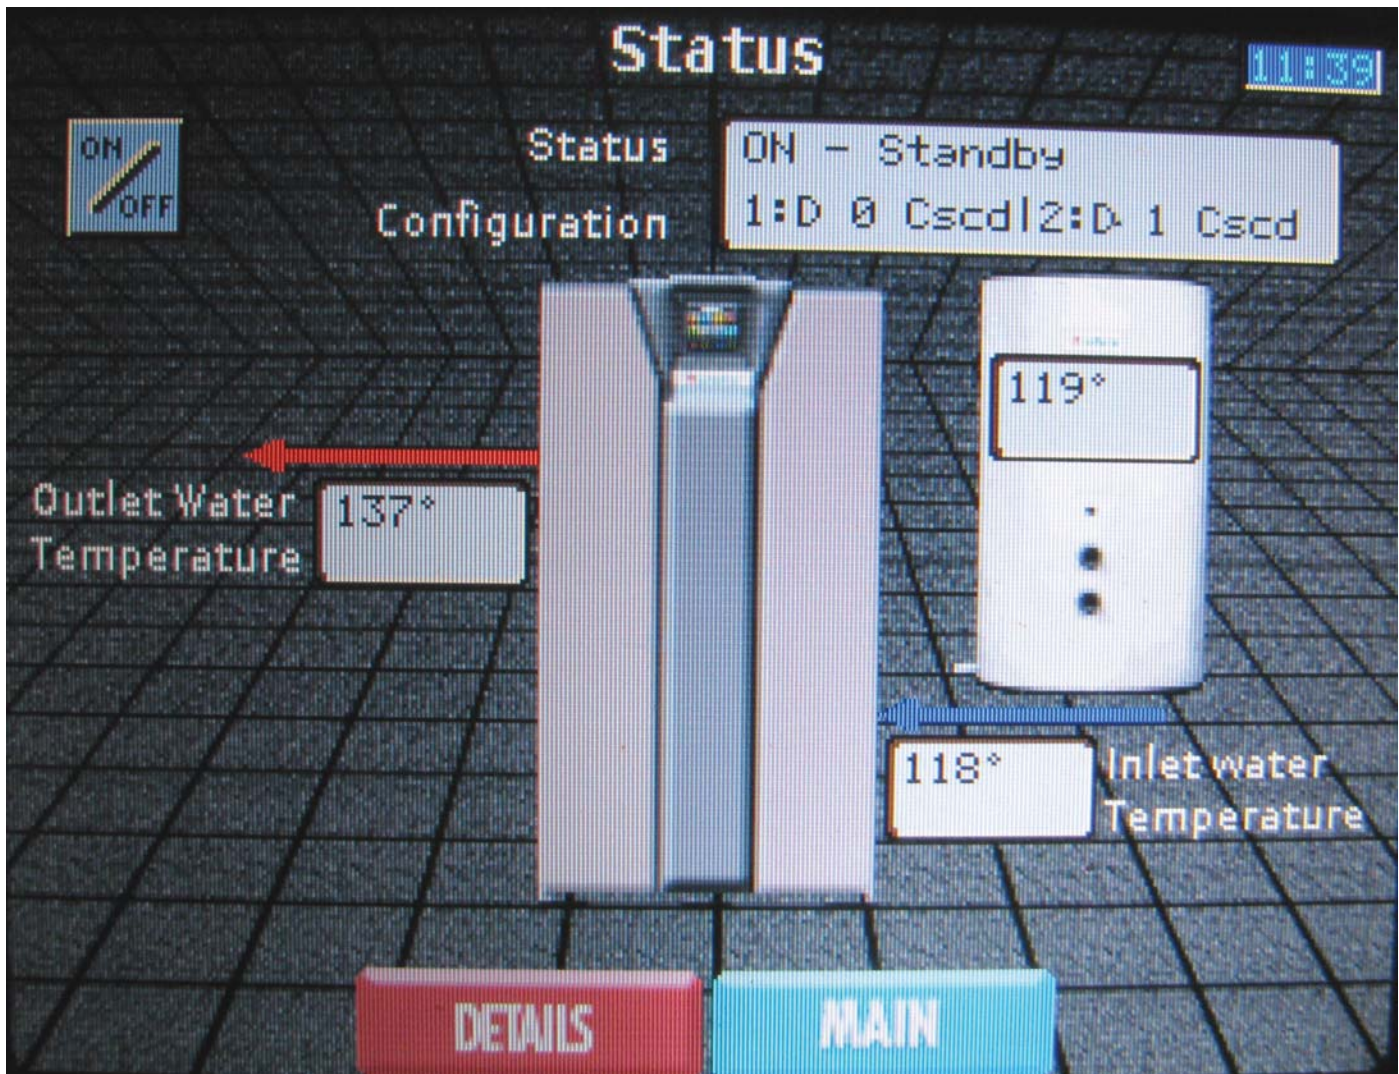 Status
11:39
ON
OFF
Status
ON - Standby
Configuration
1:D 0 Cscd|2:D 1 Cscd
119°
Outlet Water
Temperature
137°
118°
Inlet water
Temperature
DETAILS
MAIN